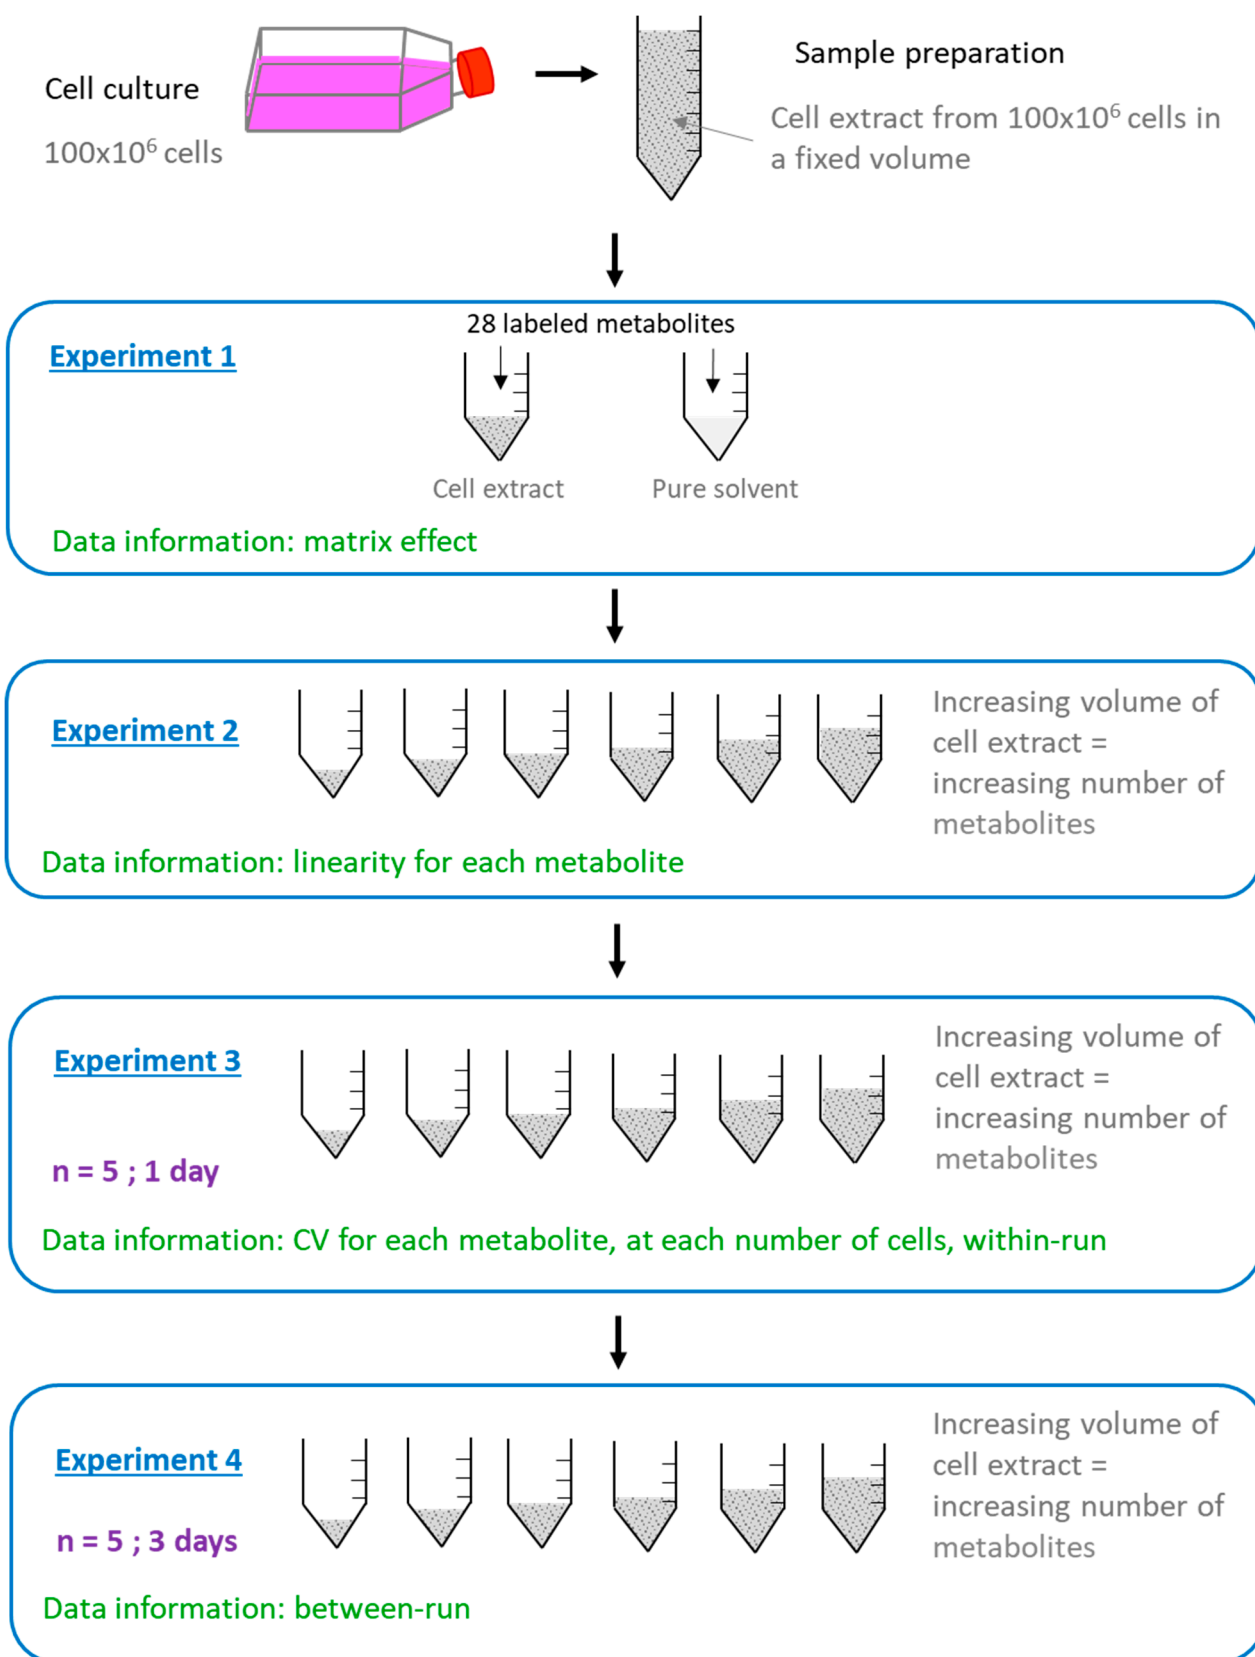 Cell culture
100x10⁶ cells
Sample preparation
Cell extract from 100x10⁶ cells in
a fixed volume
Experiment 1
28 labeled metabolites
Cell extract
Pure solvent
Data information: matrix effect
Experiment 2
Increasing volume of
cell extract =
increasing number of
metabolites
Data information: linearity for each metabolite
Experiment 3
Increasing volume of
cell extract =
increasing number of
metabolites
n = 5 ; 1 day
Data information: CV for each metabolite, at each number of cells, within-run
Experiment 4
Increasing volume of
cell extract =
increasing number of
metabolites
n = 5 ; 3 days
Data information: between-run